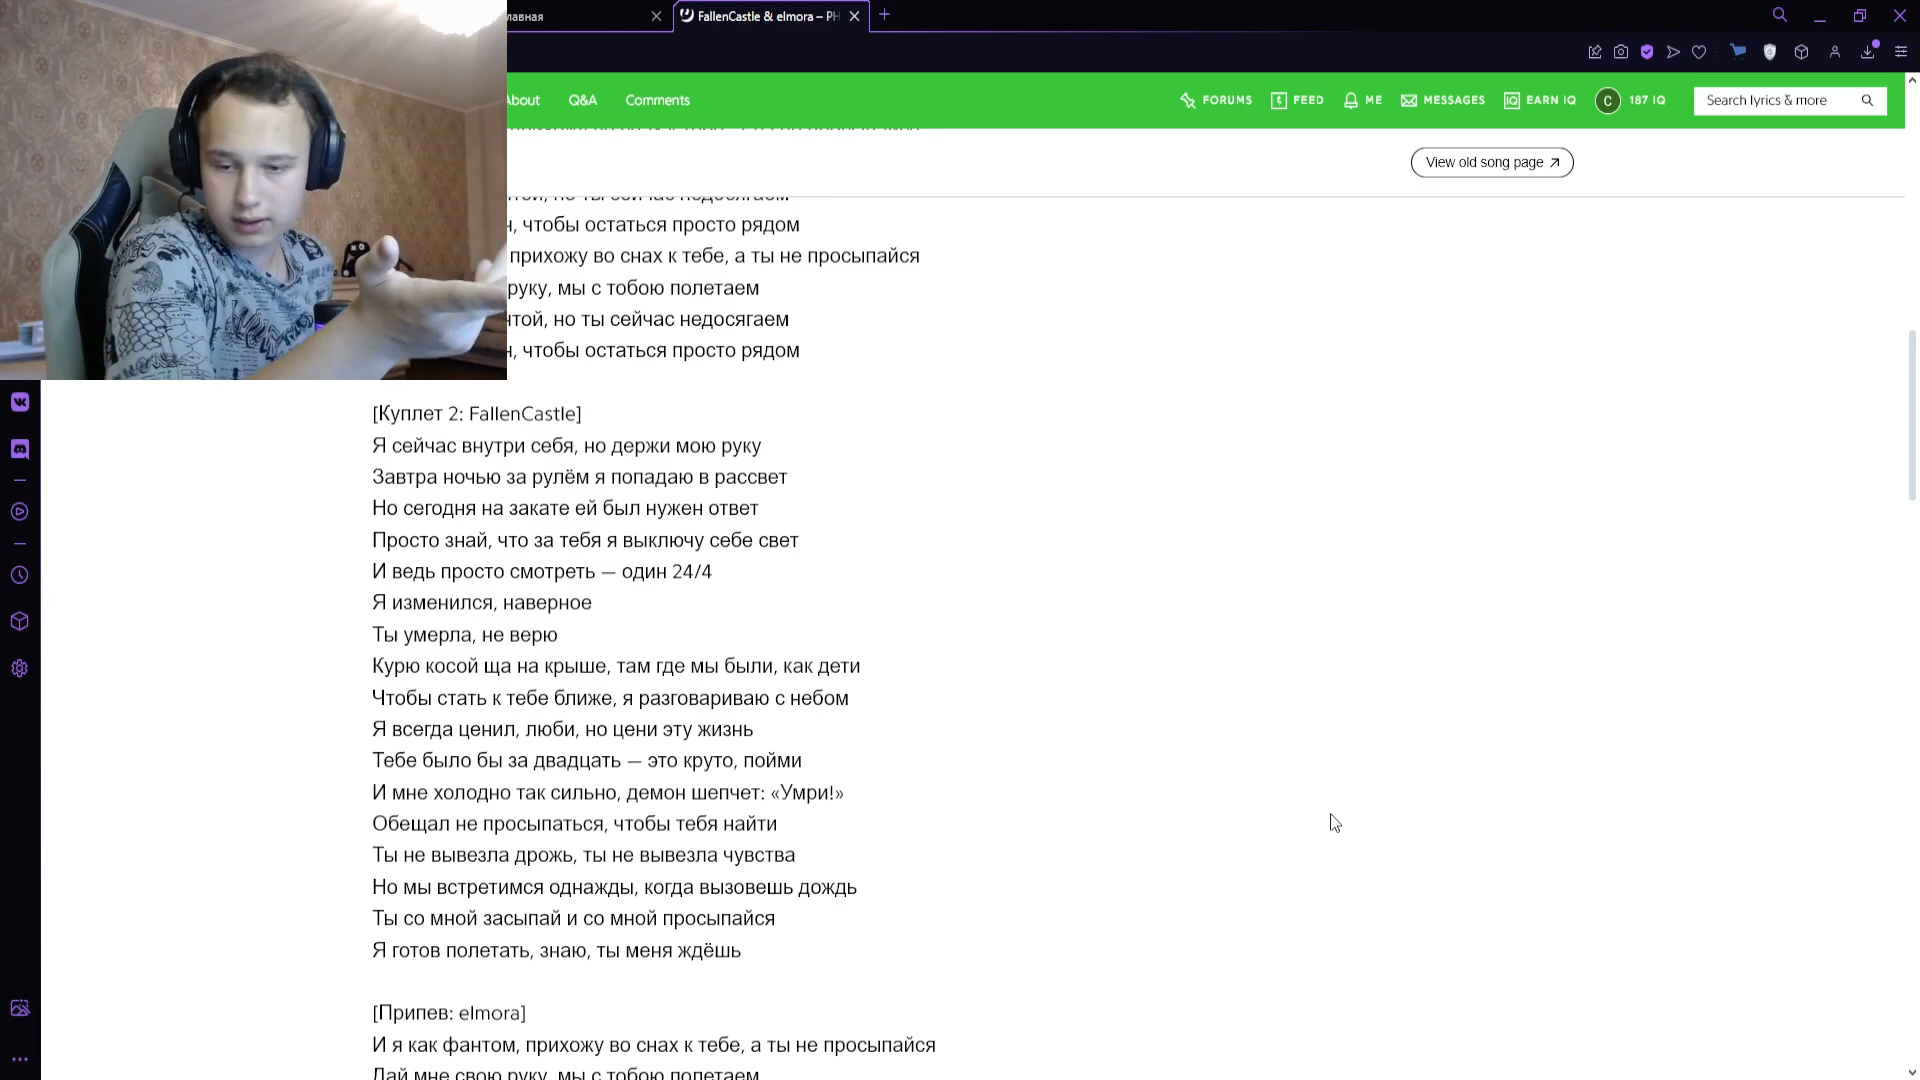 лавная
FallenCastle & elmora – PH
About
Q&A
Comments
FORUMS
FEED
ME
MESSAGES
EARN IQ
C
187 IQ
Search lyrics & more
View old song page
, чтобы остаться просто рядом
прихожу во снах к тебе, а ты не просыпайся
руку, мы с тобою полетаем
той, но ты сейчас недосягаем
, чтобы остаться просто рядом
[Куплет 2: FallenCastle]
Я сейчас внутри себя, но держи мою руку
Завтра ночью за рулём я попадаю в рассвет
Но сегодня на закате ей был нужен ответ
Просто знай, что за тебя я выключу себе свет
И ведь просто смотреть — один 24/4
Я изменился, наверное
Ты умерла, не верю
Курю косой ща на крыше, там где мы были, как дети
Чтобы стать к тебе ближе, я разговариваю с небом
Я всегда ценил, люби, но цени эту жизнь
Тебе было бы за двадцать — это круто, пойми
И мне холодно так сильно, демон шепчет: «Умри!»
Обещал не просыпаться, чтобы тебя найти
Ты не вывезла дрожь, ты не вывезла чувства
Но мы встретимся однажды, когда вызовешь дождь
Ты со мной засыпай и со мной просыпайся
Я готов полетать, знаю, ты меня ждёшь
[Припев: elmora]
И я как фантом, прихожу во снах к тебе, а ты не просыпайся
Дай мне свою руку, мы с тобою полетаем